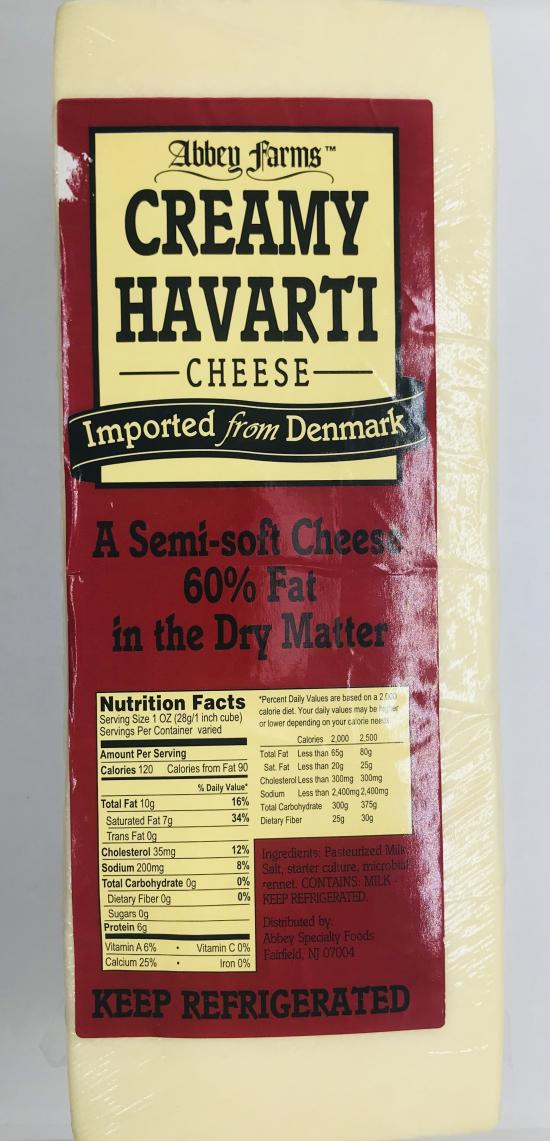 Abbey Farms™
CREAMY
HAVARTI
CHEESE
Imported from Denmark
A Semi-soft Cheese
60% Fat
in the Dry Matter
Nutrition Facts
Serving Size 1 OZ (28g/1 inch cube)
Servings Per Container varied
Amount Per Serving
Calories 120 Calories from Fat 90
% Daily Value*
Total Fat 10g 16%
Saturated Fat 7g 34%
Trans Fat 0g
Cholesterol 35mg 12%
Sodium 200mg 8%
Total Carbohydrate 0g 0%
Dietary Fiber 0g 0%
Sugars 0g
Protein 6g
Vitamin A 6% • Vitamin C 0%
Calcium 25% • Iron 0%
*Percent Daily Values are based on a 2,000
calorie diet. Your daily values may be higher
or lower depending on your calorie needs
Calories 2,000 2,500
Total Fat Less than 65g 80g
Sat. Fat Less than 20g 25g
Cholesterol Less than 300mg 300mg
Sodium Less than 2,400mg 2,400mg
Total Carbohydrate 300g 375g
Dietary Fiber 25g 30g
Ingredients: Pasteurized Milk
Salt, starter culture, microbial
rennet. CONTAINS: MILK
KEEP REFRIGERATED.
Distributed by:
Abbey Specialty Foods
Fairfield, NJ 07004
KEEP REFRIGERATED